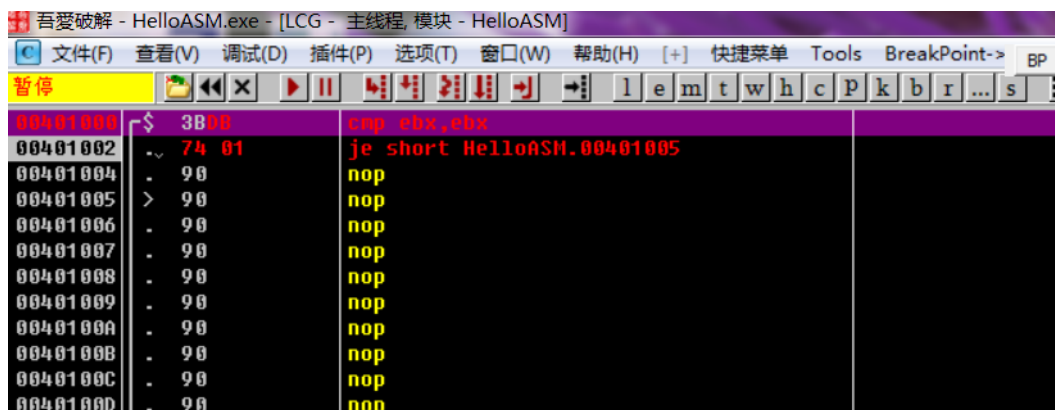 吾愛破解 - HelloASM.exe - [LCG - 主线程, 模块 - HelloASM]
C 文件(F) 查看(V) 调试(D) 插件(P) 选项(T) 窗口(W) 帮助(H) [+] 快捷菜单 Tools BreakPoint-> BP
暂停 l e m t w h c p k b r ... s
00401000 $ 3BDB cmp ebx,ebx
00401002 . 74 01 je short HelloASM.00401005
00401004 . 90 nop
00401005 > 90 nop
00401006 . 90 nop
00401007 . 90 nop
00401008 . 90 nop
00401009 . 90 nop
0040100A . 90 nop
0040100B . 90 nop
0040100C . 90 nop
0040100D . 90 nop